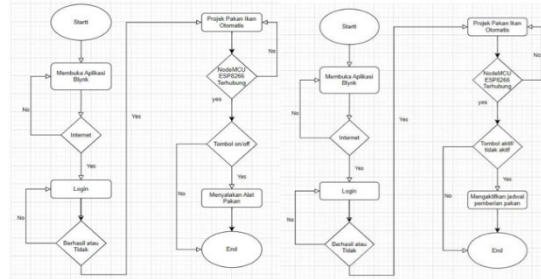 Startt
Membuka Aplikasi
Blynk
No
Internet
Yes
Login
No
Berhasil atau
Tidak
Yes
Projek Pakan Ikan
Otomatis
No
NodeMCU
ESP8266
Terhubung
yes
Tombol on/off
No
Yes
Menyalakan Alat
Pakan
End
Startt
Membuka Aplikasi
Blynk
No
Internet
Yes
Login
No
Berhasil atau
Tidak
Yes
Projek Pakan Ikan
Otomatis
No
NodeMCU
ESP8266
Terhubung
yes
Tombol aktif/
tidak aktif
No
Yes
Mengaktifkan jadwal
pemberian pakan
End